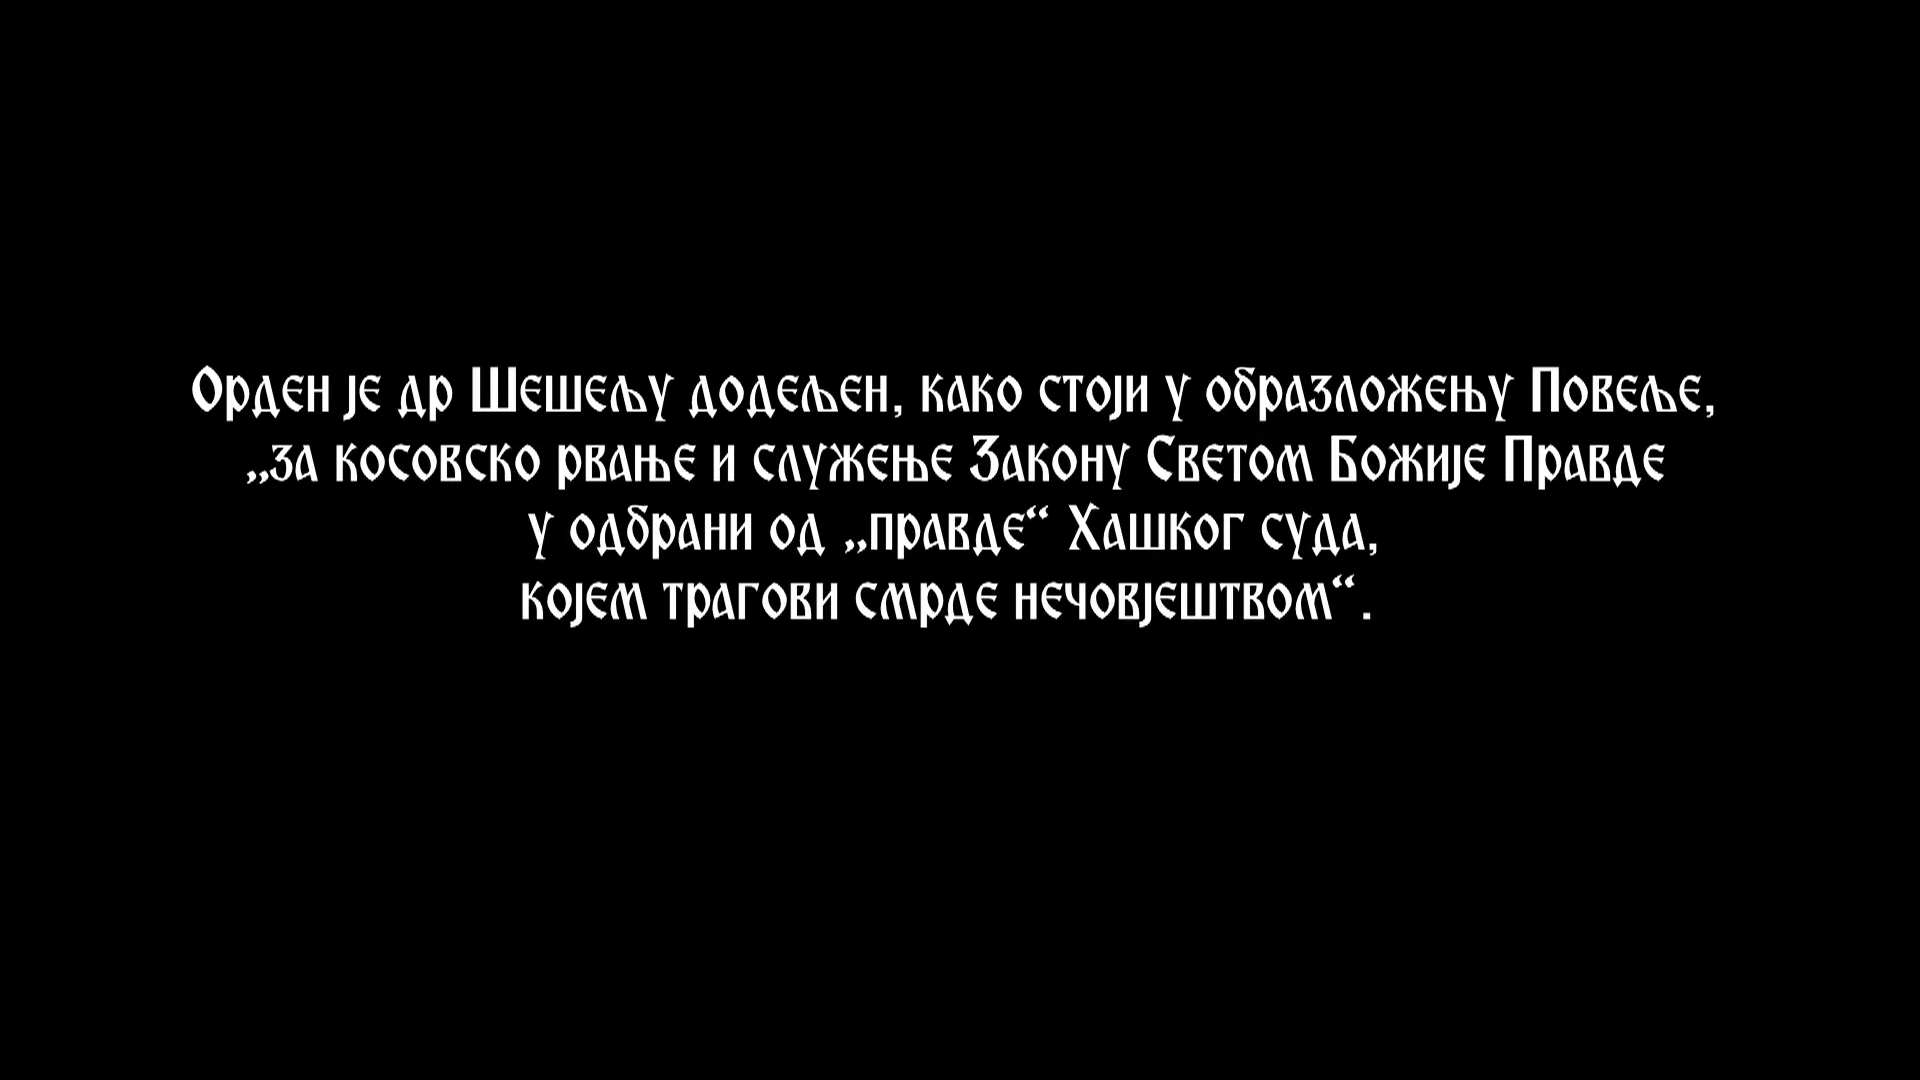 Орден је др Шешељу додељен, како стоји у образложењу Повеље,
„за косовско рвање и служење Закону Светом Божије Правде
у одбрани од „правде“ Хашког суда,
којем трагови смрде нечовјештвом“.